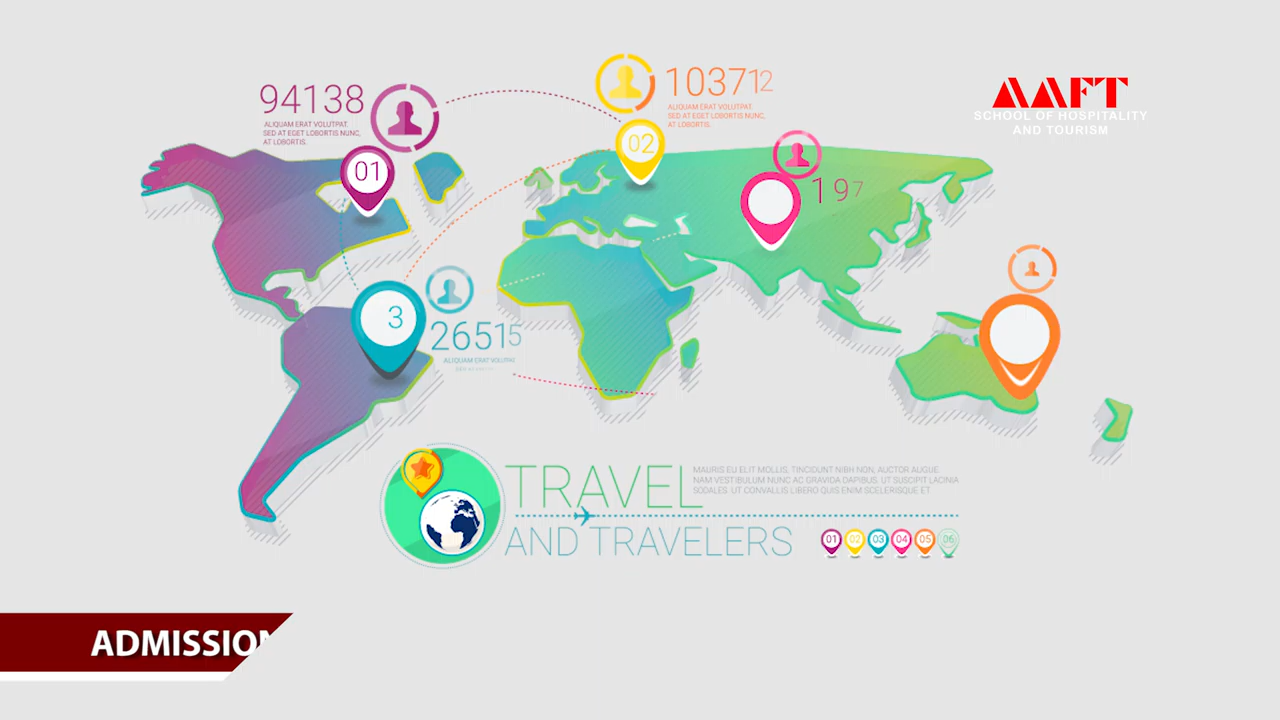 94138
ALIQUAM ERAT VOLUTPAT.
SED AT EGET LOBORTIS NUNC,
AT LOBORTIS.
01
103712
ALIQUAM ERAT VOLUTPAT.
SED AT EGET LOBORTIS NUNC,
AT LOBORTIS.
02
AAFT
SCHOOL OF HOSPITALITY
AND TOURISM
197
3
26515
ALIQUAM ERAT VOLUTPAT
TRAVEL
MAURIS EU ELIT MOLLIS, TINCIDUNT NIBH NON, AUCTOR AUGUE.
NAM VESTIBULUM NUNC AC GRAVIDA DAPIBUS. UT SUSCIPIT LACINIA
SODALES. UT CONVALLIS LIBERO QUIS ENIM SCELERISQUE ET
AND TRAVELERS
01 02 03 04 05 06
ADMISSION